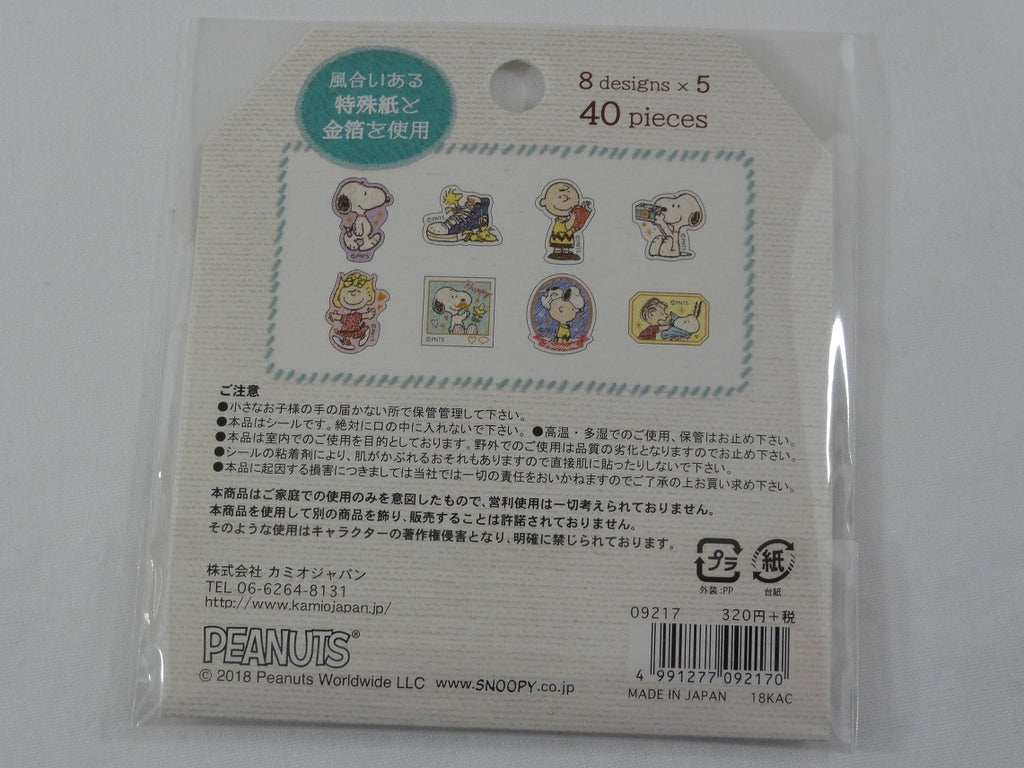 風合いある
特殊紙と
金箔を使用
8 designs × 5
40 pieces
©PNTS
©PNTS
©PNTS
©PNTS
Happy
©PNTS
©PNTS
ご注意
●小さなお子様の手の届かない所で保管管理して下さい。
●本品はシールです。絶対に口の中に入れないで下さい。 ●高温・多湿でのご使用、保管はお止め下さい。
●本品は室内でのご使用を目的としております。野外でのご使用は品質の劣化となりますのでお止め下さい。
●シールの粘着剤により、肌がかぶれるおそれもありますので直接肌に貼ったりしないで下さい。
●本品に起因する損害につきましては当社では一切の責任をおいかねますのでご了承の上お買い求め下さい。
本商品はご家庭での使用のみを意図したもので、営利使用は一切考えられておりません。
本商品を使用して別の商品を飾り、販売することは許諾されておりません。
そのような使用はキャラクターの著作権侵害となり、明確に禁じられております。
プラ
外装:PP
紙
台紙
株式会社 カミオジャパン
TEL 06-6264-8131
http://www.kamiojapan.jp/
PEANUTS®
© 2018 Peanuts Worldwide LLC www.SNOOPY.co.jp
09217 320円+税
4 991277 092170
MADE IN JAPAN 18KAC